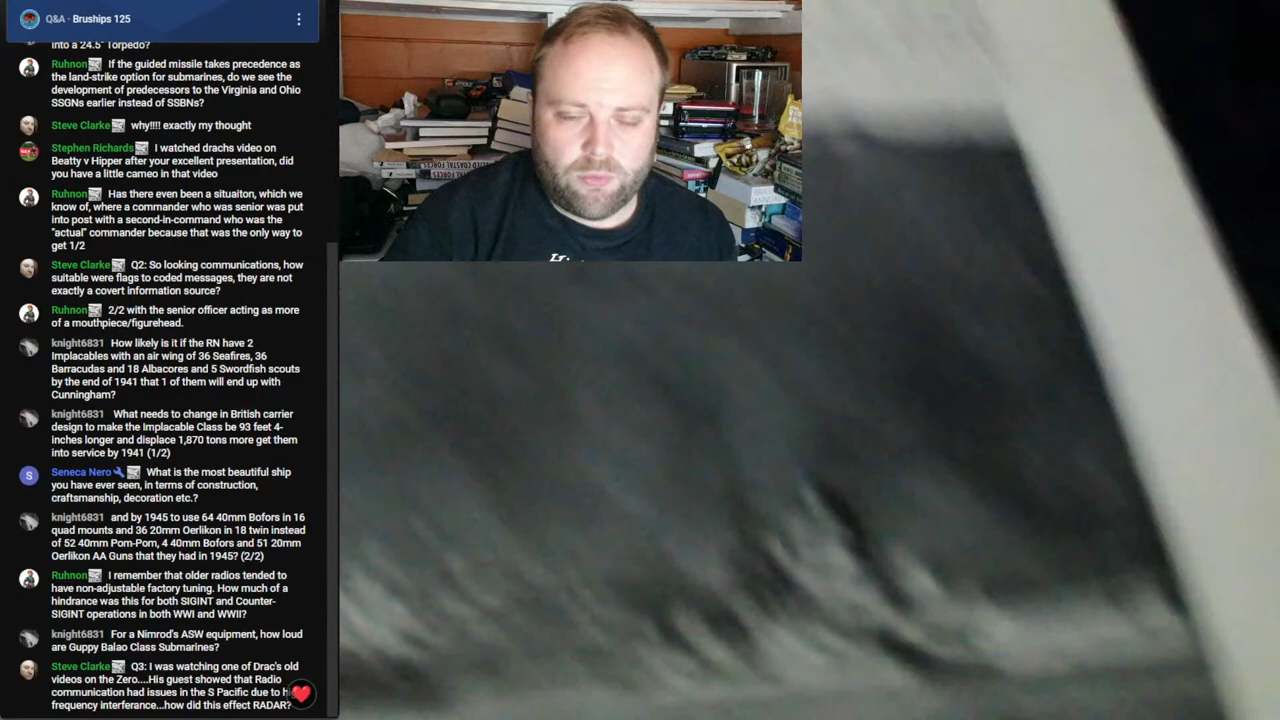 Q&A - Bruships 125
into a 24.5" Torpedo?
Ruhnon If the guided missile takes precedence as
the land-strike option for submarines, do we see the
development of predecessors to the Virginia and Ohio
SSGNs earlier instead of SSBNs?
Steve Clarke why!!!! exactly my thought
Stephen Richards I watched drachs video on
Beatty v Hipper after your excellent presentation, did
you have a little cameo in that video
Ruhnon Has there even been a situaiton, which we
know of, where a commander who was senior was put
into post with a second-in-command who was the
"actual" commander because that was the only way to
get 1/2
Steve Clarke Q2: So looking communications, how
suitable were flags to coded messages, they are not
exactly a covert information source?
Ruhnon 2/2 with the senior officer acting as more
of a mouthpiece/figurehead.
knight6831 How likely is it if the RN have 2
Implacables with an air wing of 36 Seafires, 36
Barracudas and 18 Albacores and 5 Swordfish scouts
by the end of 1941 that 1 of them will end up with
Cunningham?
knight6831 What needs to change in British carrier
design to make the Implacable Class be 93 feet 4-
inches longer and displace 1,870 tons more get them
into service by 1941 (1/2)
S Seneca Nero What is the most beautiful ship
you have ever seen, in terms of construction,
craftsmanship, decoration etc.?
knight6831 and by 1945 to use 64 40mm Bofors in 16
quad mounts and 36 20mm Oerlikon in 18 twin instead
of 52 40mm Pom-Pom, 4 40mm Bofors and 51 20mm
Oerlikon AA Guns that they had in 1945? (2/2)
Ruhnon I remember that older radios tended to
have non-adjustable factory tuning. How much of a
hindrance was this for both SIGINT and Counter-
SIGINT operations in both WWI and WWII?
knight6831 For a Nimrod's ASW equipment, how loud
are Guppy Balao Class Submarines?
Steve Clarke Q3: I was watching one of Drac's old
videos on the Zero....His guest showed that Radio
communication had issues in the S Pacific due to
frequency interferance...how did this effect RADAR?
COASTAL FORCES
ANNUAL